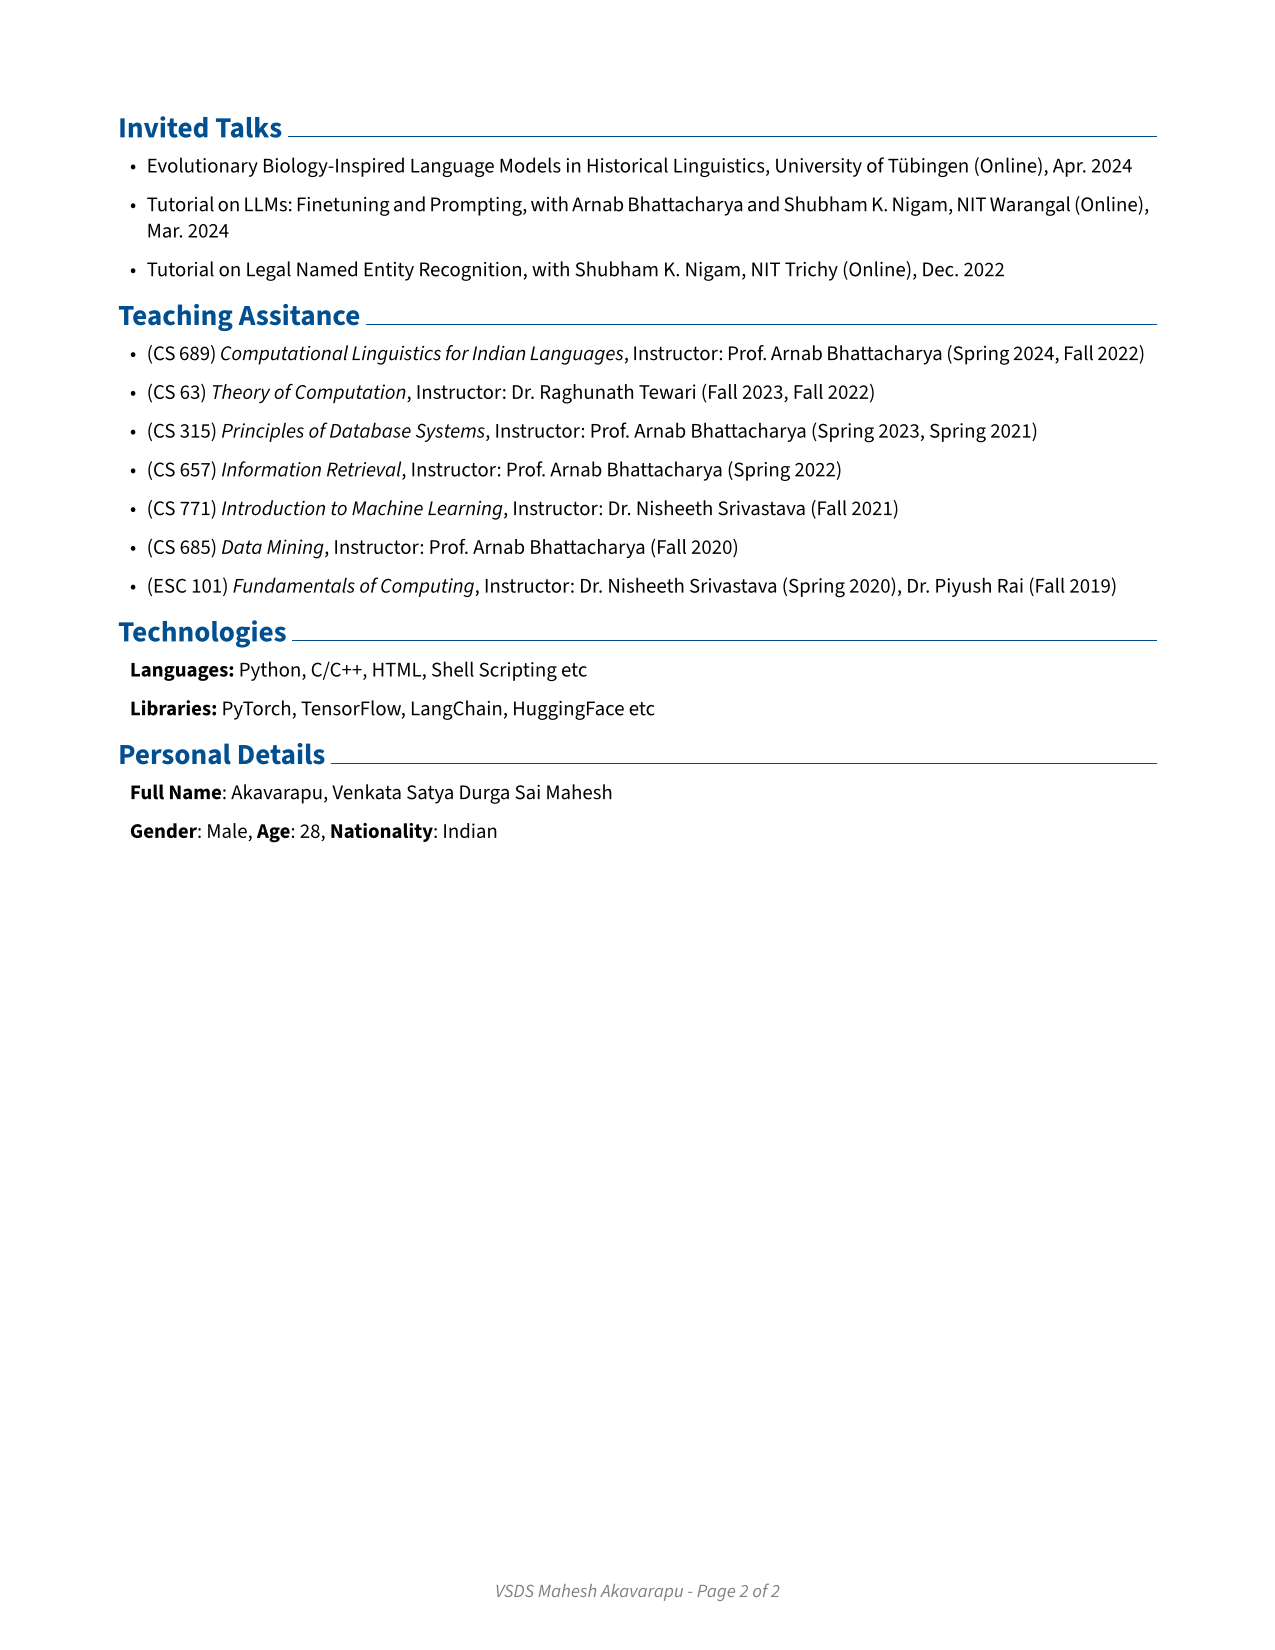 Invited Talks
• Evolutionary Biology-Inspired Language Models in Historical Linguistics, University of Tübingen (Online), Apr. 2024
• Tutorial on LLMs: Finetuning and Prompting, with Arnab Bhattacharya and Shubham K. Nigam, NIT Warangal (Online),
Mar. 2024
• Tutorial on Legal Named Entity Recognition, with Shubham K. Nigam, NIT Trichy (Online), Dec. 2022
Teaching Assitance
• (CS 689) Computational Linguistics for Indian Languages, Instructor: Prof. Arnab Bhattacharya (Spring 2024, Fall 2022)
• (CS 63) Theory of Computation, Instructor: Dr. Raghunath Tewari (Fall 2023, Fall 2022)
• (CS 315) Principles of Database Systems, Instructor: Prof. Arnab Bhattacharya (Spring 2023, Spring 2021)
• (CS 657) Information Retrieval, Instructor: Prof. Arnab Bhattacharya (Spring 2022)
• (CS 771) Introduction to Machine Learning, Instructor: Dr. Nisheeth Srivastava (Fall 2021)
• (CS 685) Data Mining, Instructor: Prof. Arnab Bhattacharya (Fall 2020)
• (ESC 101) Fundamentals of Computing, Instructor: Dr. Nisheeth Srivastava (Spring 2020), Dr. Piyush Rai (Fall 2019)
Technologies
Languages: Python, C/C++, HTML, Shell Scripting etc
Libraries: PyTorch, TensorFlow, LangChain, HuggingFace etc
Personal Details
Full Name: Akavarapu, Venkata Satya Durga Sai Mahesh
Gender: Male, Age: 28, Nationality: Indian
VSDS Mahesh Akavarapu - Page 2 of 2